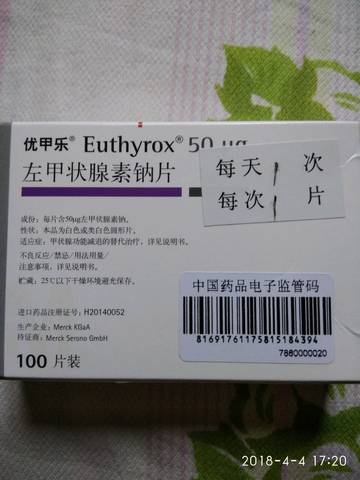 优甲乐® Euthyrox® 50 μg
左甲状腺素钠片
每天 1 次
每次 1 片
成份：每片含50μg左甲状腺素钠。
性状：本品为白色或类白色圆形片。
适应症：甲状腺功能减退的替代治疗，详见说明书。
不良反应/禁忌/用法用量/
注意事项，详见说明书。
贮藏：25℃以下干燥环境避光保存。
进口药品注册证号：H20140052
生产企业：Merck KGaA
持证商：Merck Serono GmbH
100 片装
中国药品电子监管码
81691761175815184394
7880000020
2018-4-4 17:20